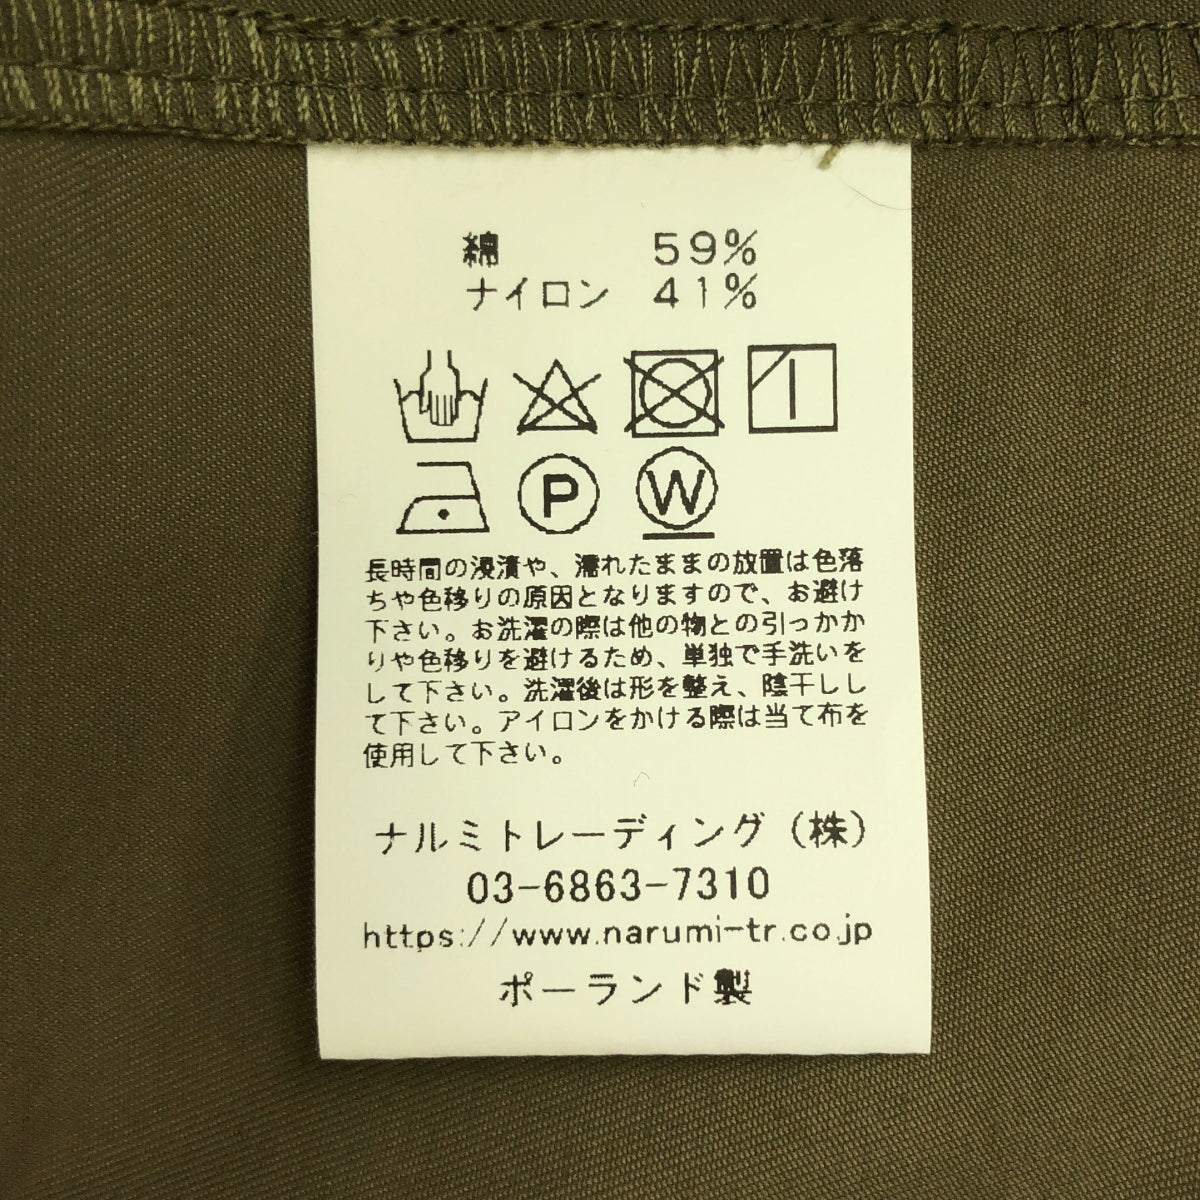 綿 59%
ナイロン 41%
P W
長時間の浸漬や、濡れたままの放置は色落
ちや色移りの原因となりますので、お避け
下さい。お洗濯の際は他の物との引っかか
りや色移りを避けるため、単独で手洗いを
して下さい。洗濯後は形を整え、陰干しし
て下さい。アイロンをかける際は当て布を
使用して下さい。
ナルミトレーディング（株）
03-6863-7310
https://www.narumi-tr.co.jp
ポーランド製